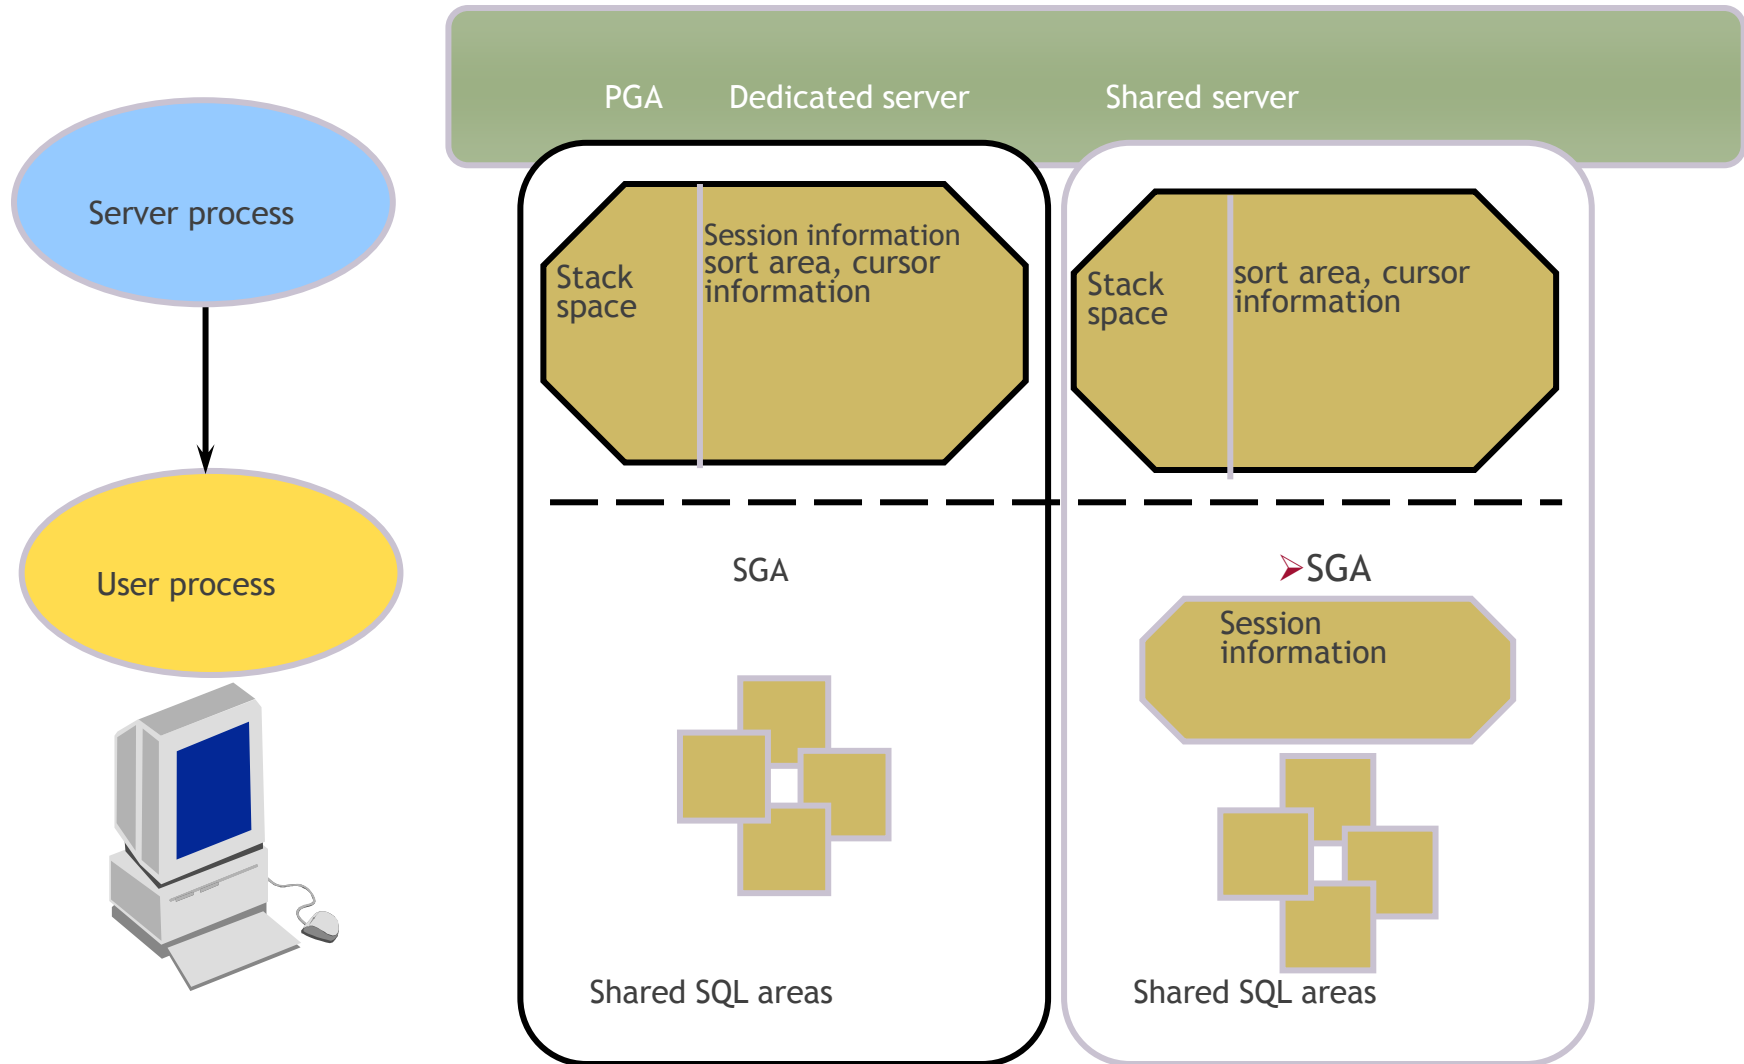 PGA Dedicated server Shared server
Server process
Stack
space
Session information
sort area, cursor
information
Stack
space
sort area, cursor
information
User process
SGA
➢SGA
Session
information
Shared SQL areas
Shared SQL areas